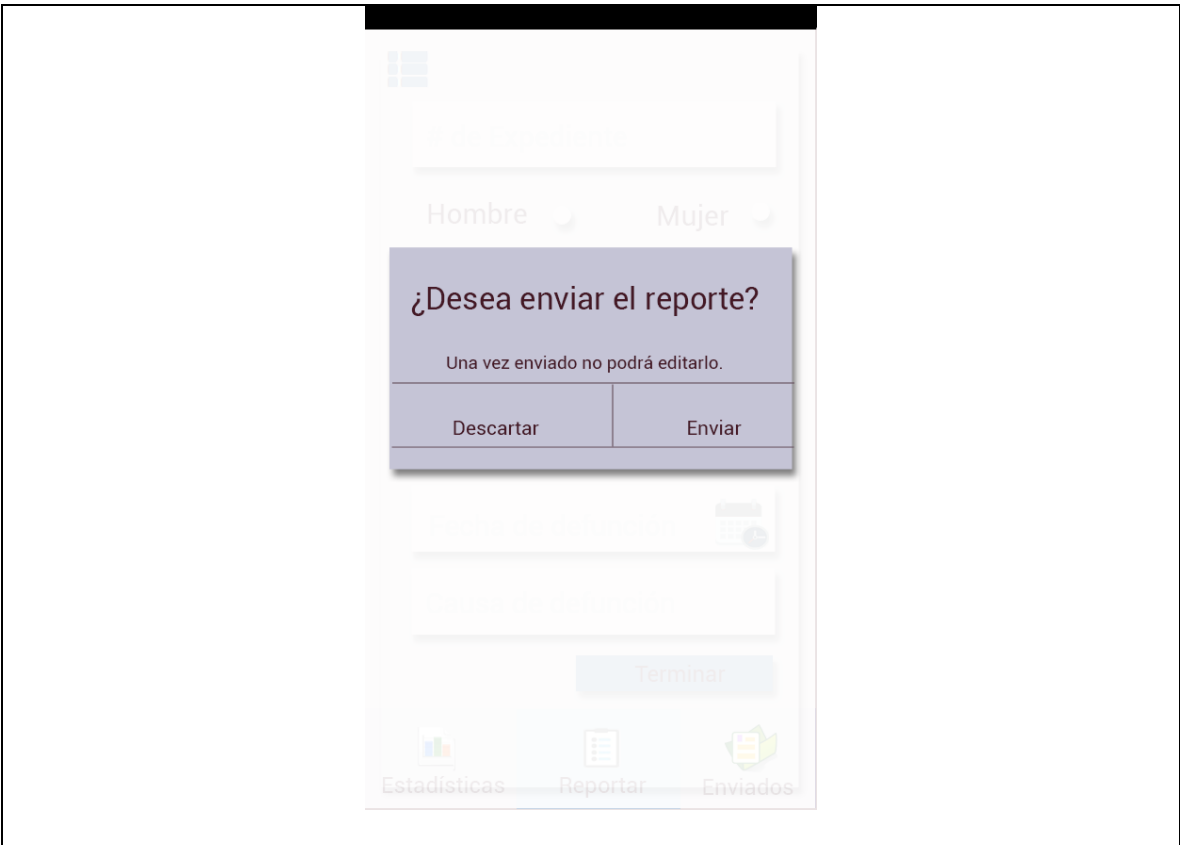 Hombre Mujer
¿Desea enviar el reporte?
Una vez enviado no podrá editarlo.
Descartar Enviar
Terminar
Estadísticas Reportar Enviados